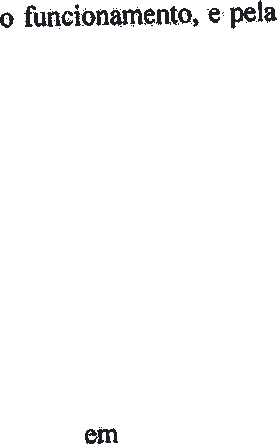 o funcionamento, e pela
em